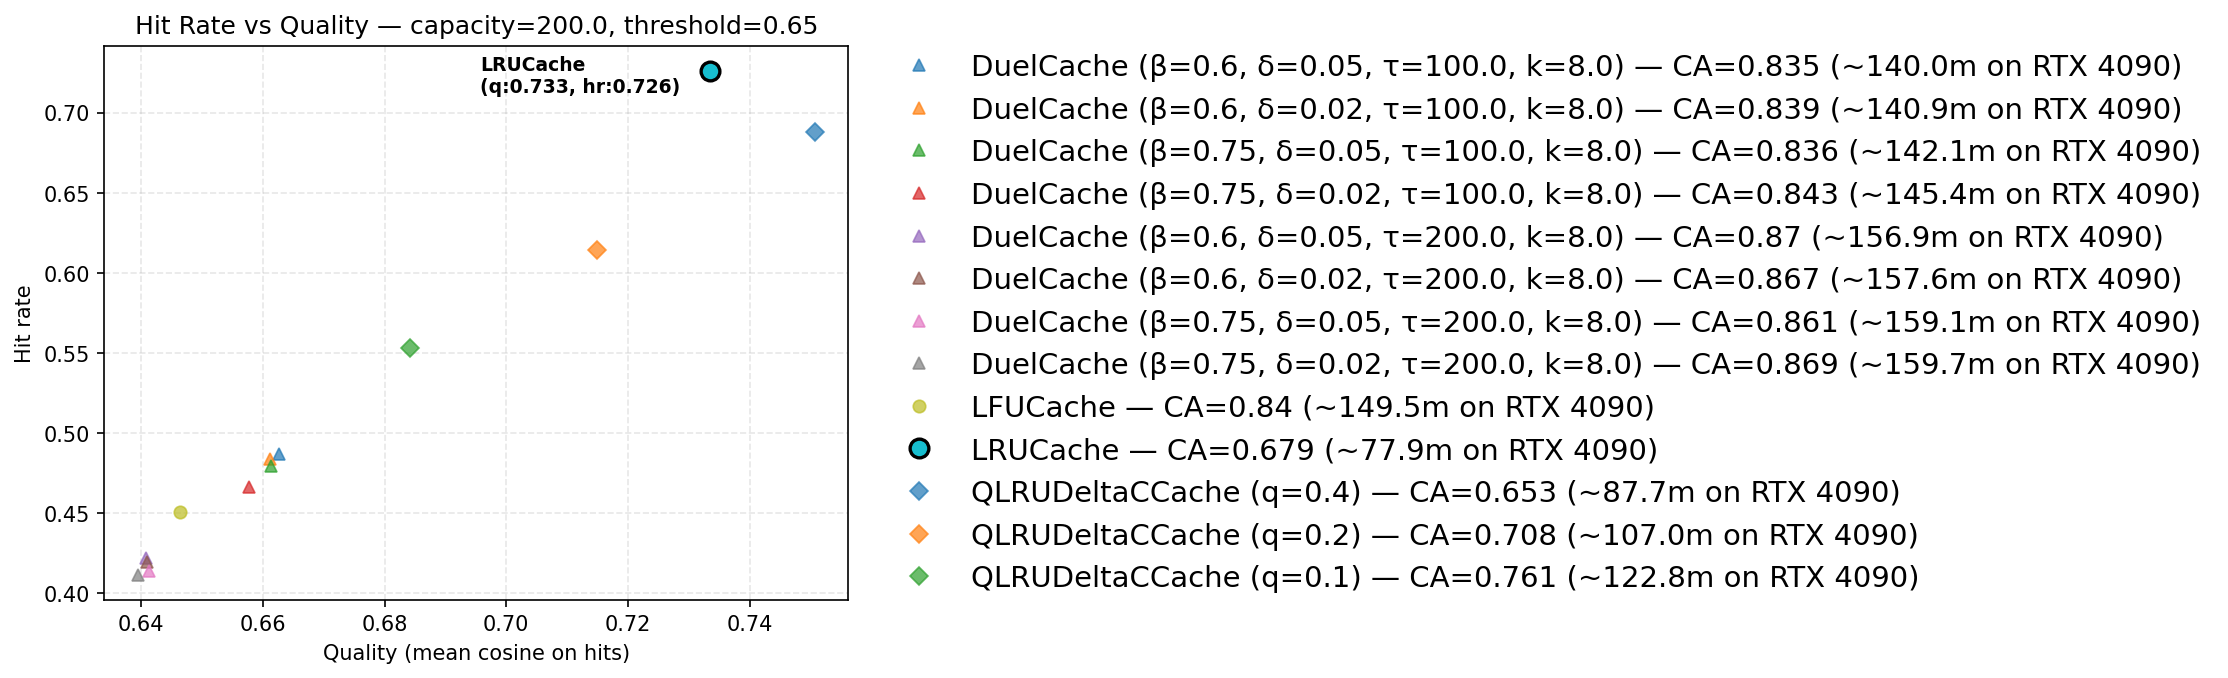 Hit Rate vs Quality — capacity=200.0, threshold=0.65
LRUCache
(q:0.733, hr:0.726)
0.70
0.65
0.60
0.55
0.50
0.45
0.40
Hit rate
0.64
0.66
0.68
0.70
0.72
0.74
Quality (mean cosine on hits)
DuelCache (β=0.6, δ=0.05, τ=100.0, k=8.0) — CA=0.835 (~140.0m on RTX 4090)
DuelCache (β=0.6, δ=0.02, τ=100.0, k=8.0) — CA=0.839 (~140.9m on RTX 4090)
DuelCache (β=0.75, δ=0.05, τ=100.0, k=8.0) — CA=0.836 (~142.1m on RTX 4090)
DuelCache (β=0.75, δ=0.02, τ=100.0, k=8.0) — CA=0.843 (~145.4m on RTX 4090)
DuelCache (β=0.6, δ=0.05, τ=200.0, k=8.0) — CA=0.87 (~156.9m on RTX 4090)
DuelCache (β=0.6, δ=0.02, τ=200.0, k=8.0) — CA=0.867 (~157.6m on RTX 4090)
DuelCache (β=0.75, δ=0.05, τ=200.0, k=8.0) — CA=0.861 (~159.1m on RTX 4090)
DuelCache (β=0.75, δ=0.02, τ=200.0, k=8.0) — CA=0.869 (~159.7m on RTX 4090)
LFUCache — CA=0.84 (~149.5m on RTX 4090)
LRUCache — CA=0.679 (~77.9m on RTX 4090)
QLRUDeltaCCache (q=0.4) — CA=0.653 (~87.7m on RTX 4090)
QLRUDeltaCCache (q=0.2) — CA=0.708 (~107.0m on RTX 4090)
QLRUDeltaCCache (q=0.1) — CA=0.761 (~122.8m on RTX 4090)